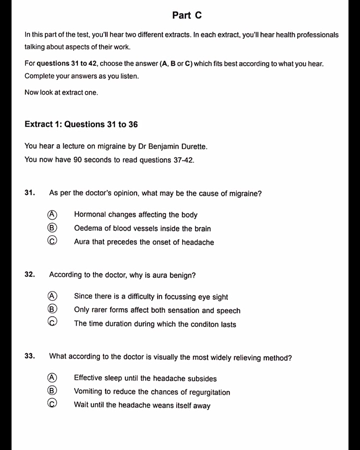 Part C
In this part of the test, you'll hear two different extracts. In each extract, you'll hear health professionals
talking about aspects of their work.
For questions 31 to 42, choose the answer (A, B or C) which fits best according to what you hear.
Complete your answers as you listen.
Now look at extract one.
Extract 1: Questions 31 to 36
You hear a lecture on migraine by Dr Benjamin Durette.
You now have 90 seconds to read questions 37-42.
31. As per the doctor's opinion, what may be the cause of migraine?
A Hormonal changes affecting the body
B Oedema of blood vessels inside the brain
C Aura that precedes the onset of headache
32. According to the doctor, why is aura benign?
A Since there is a difficulty in focussing eye sight
B Only rarer forms affect both sensation and speech
C The time duration during which the conditon lasts
33. What according to the doctor is visually the most widely relieving method?
A Effective sleep until the headache subsides
B Vomiting to reduce the chances of regurgitation
C Wait until the headache weans itself away